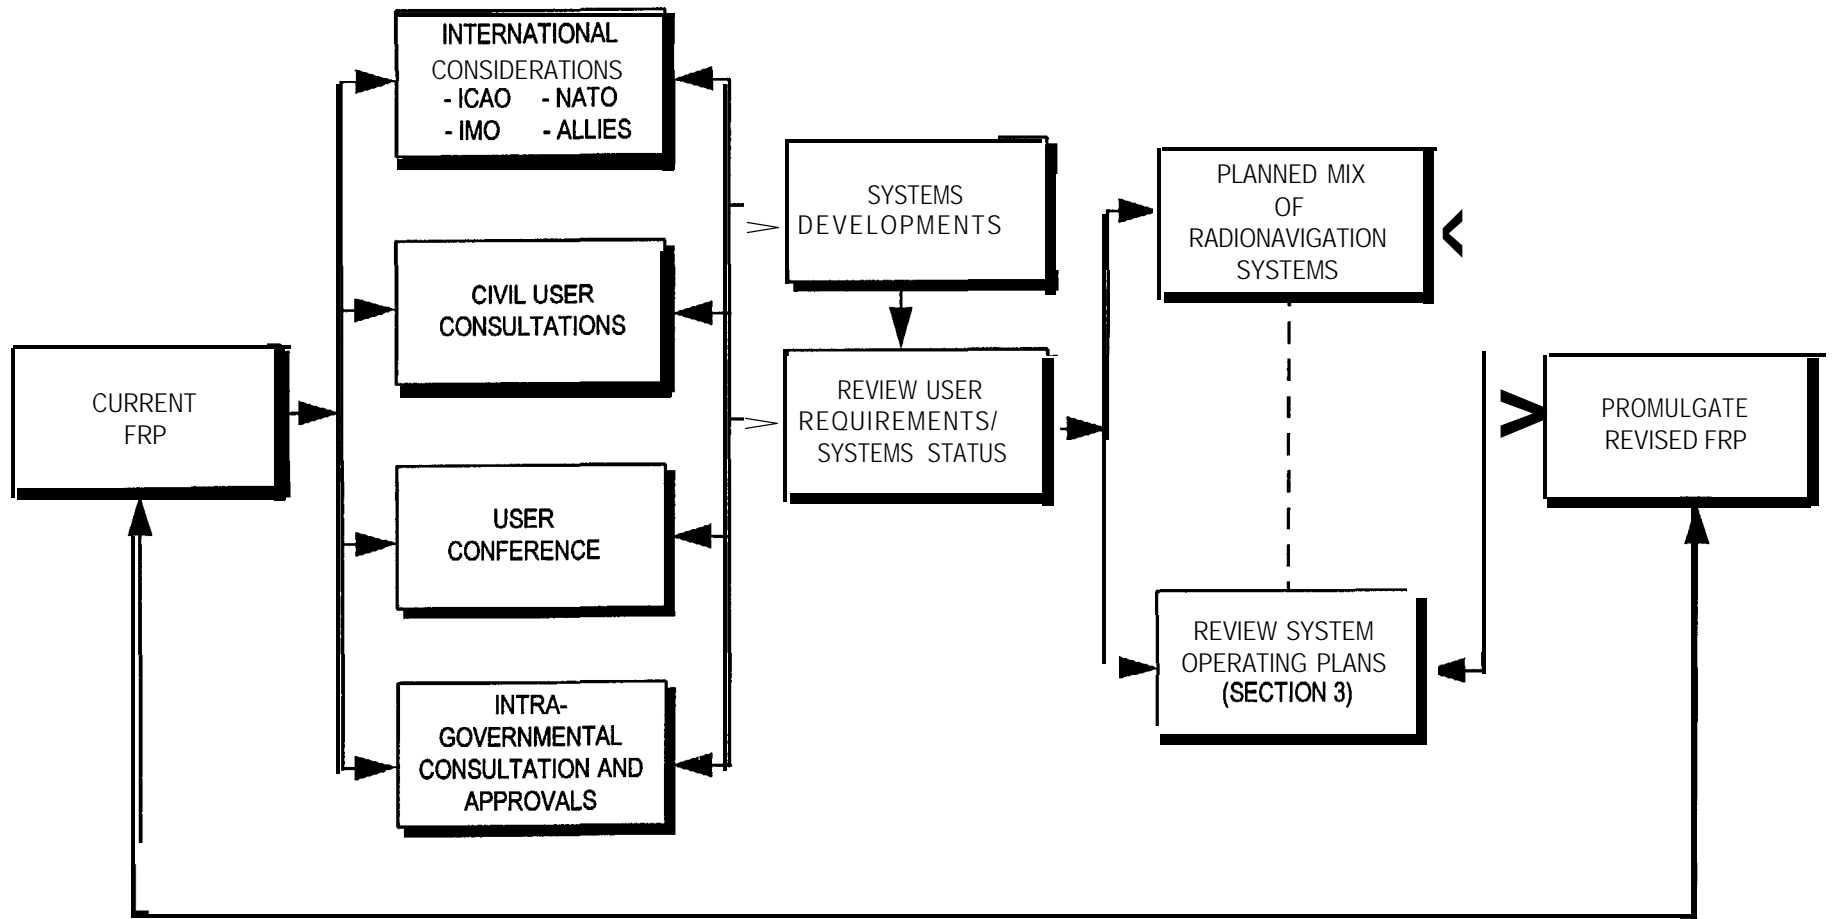 CURRENT
FRP
INTERNATIONAL
CONSIDERATIONS
- ICAO - NATO
- IMO - ALLIES
CIVIL USER
CONSULTATIONS
USER
CONFERENCE
INTRA-
GOVERNMENTAL
CONSULTATION AND
APPROVALS
SYSTEMS
DEVELOPMENTS
REVIEW USER
REQUIREMENTS/
SYSTEMS STATUS
PLANNED MIX
OF
RADIONAVIGATION
SYSTEMS
REVIEW SYSTEM
OPERATING PLANS
(SECTION 3)
PROMULGATE
REVISED FRP